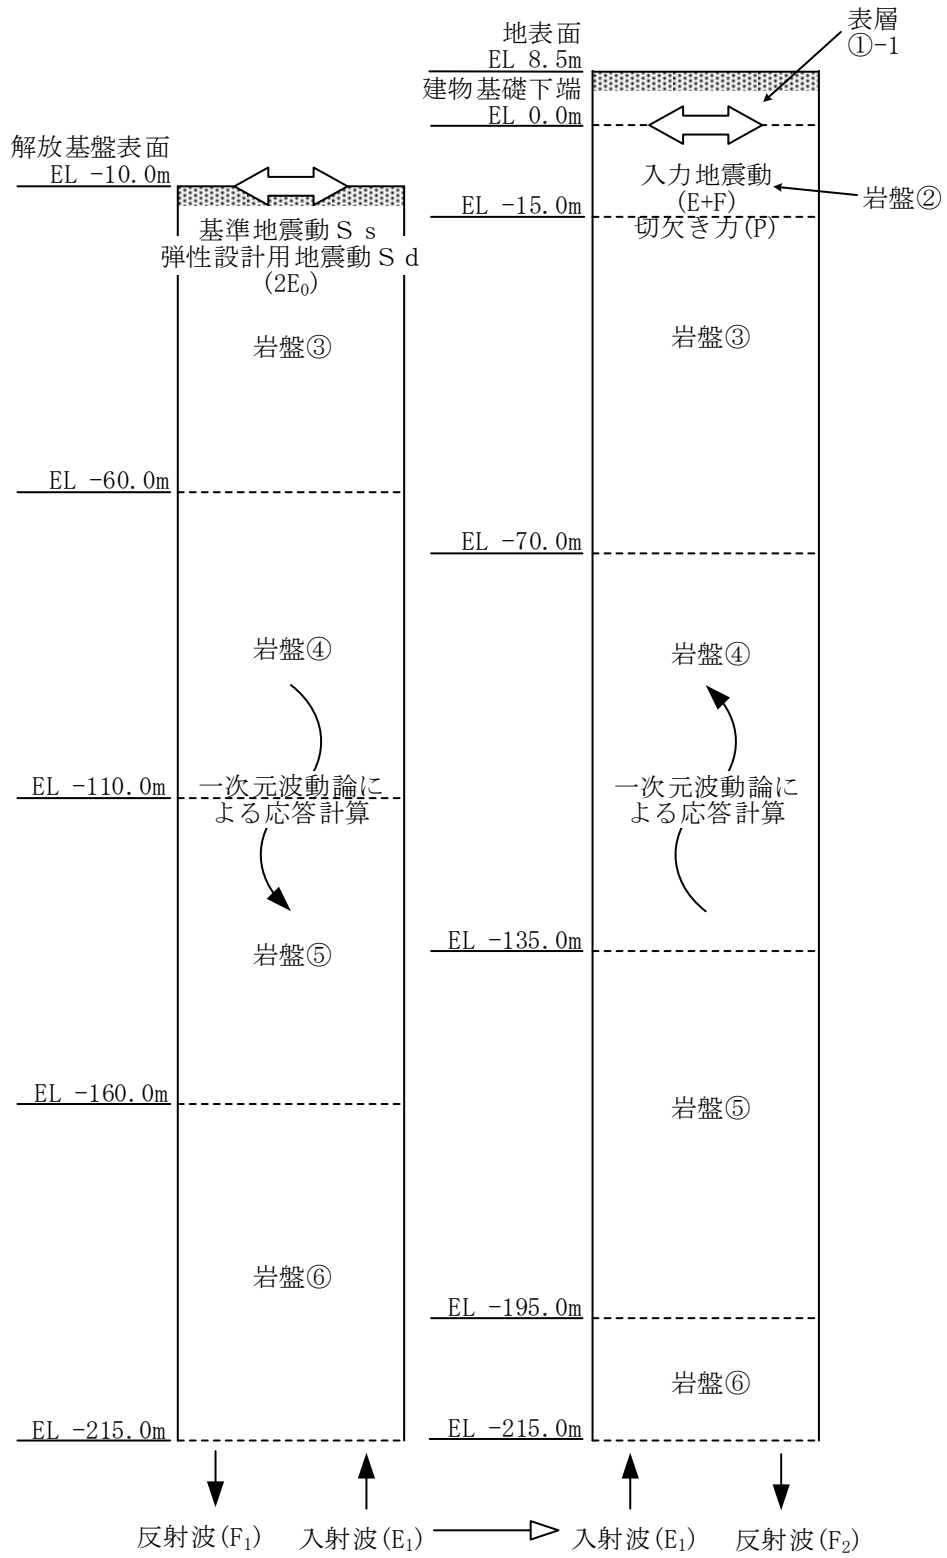 解放基盤表面
EL -10.0m
基準地震動Ｓｓ
弾性設計用地震動Ｓｄ
(2E₀)
岩盤③
EL -60.0m
岩盤④
EL -110.0m
一次元波動論に
よる応答計算
岩盤⑤
EL -160.0m
岩盤⑥
EL -215.0m
反射波(F₁)
入射波(E₁)
地表面
EL 8.5m
表層
①-1
建物基礎下端
EL 0.0m
入力地震動
(E+F)
切欠き力(P)
岩盤②
EL -15.0m
岩盤③
EL -70.0m
岩盤④
一次元波動論に
よる応答計算
EL -135.0m
岩盤⑤
EL -195.0m
岩盤⑥
EL -215.0m
入射波(E₁)
反射波(F₂)